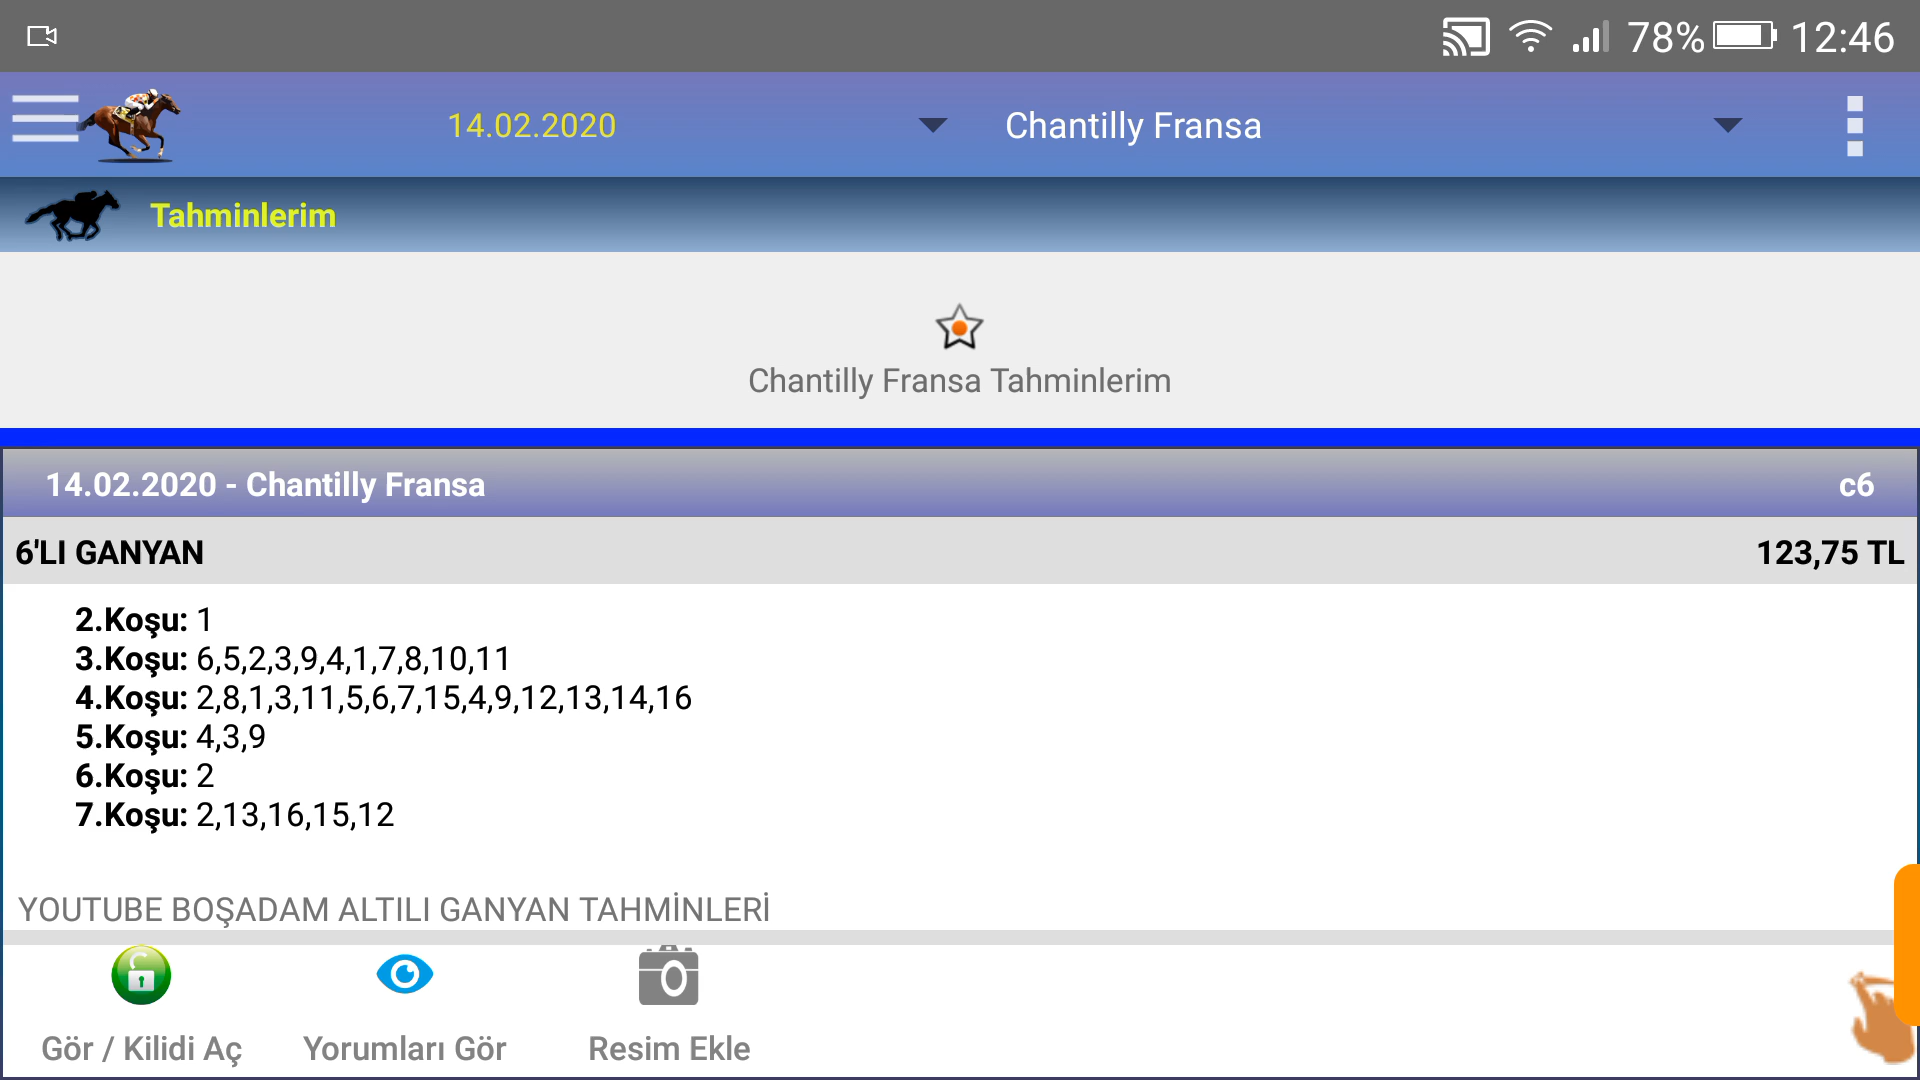 78% 12:46
14.02.2020 Chantilly Fransa
Tahminlerim
Chantilly Fransa Tahminlerim
14.02.2020 - Chantilly Fransa c6
6'LI GANYAN 123,75 TL
2.Koşu: 1
3.Koşu: 6,5,2,3,9,4,1,7,8,10,11
4.Koşu: 2,8,1,3,11,5,6,7,15,4,9,12,13,14,16
5.Koşu: 4,3,9
6.Koşu: 2
7.Koşu: 2,13,16,15,12
YOUTUBE BOŞADAM ALTILI GANYAN TAHMİNLERİ
Gör / Kilidi Aç Yorumları Gör Resim Ekle